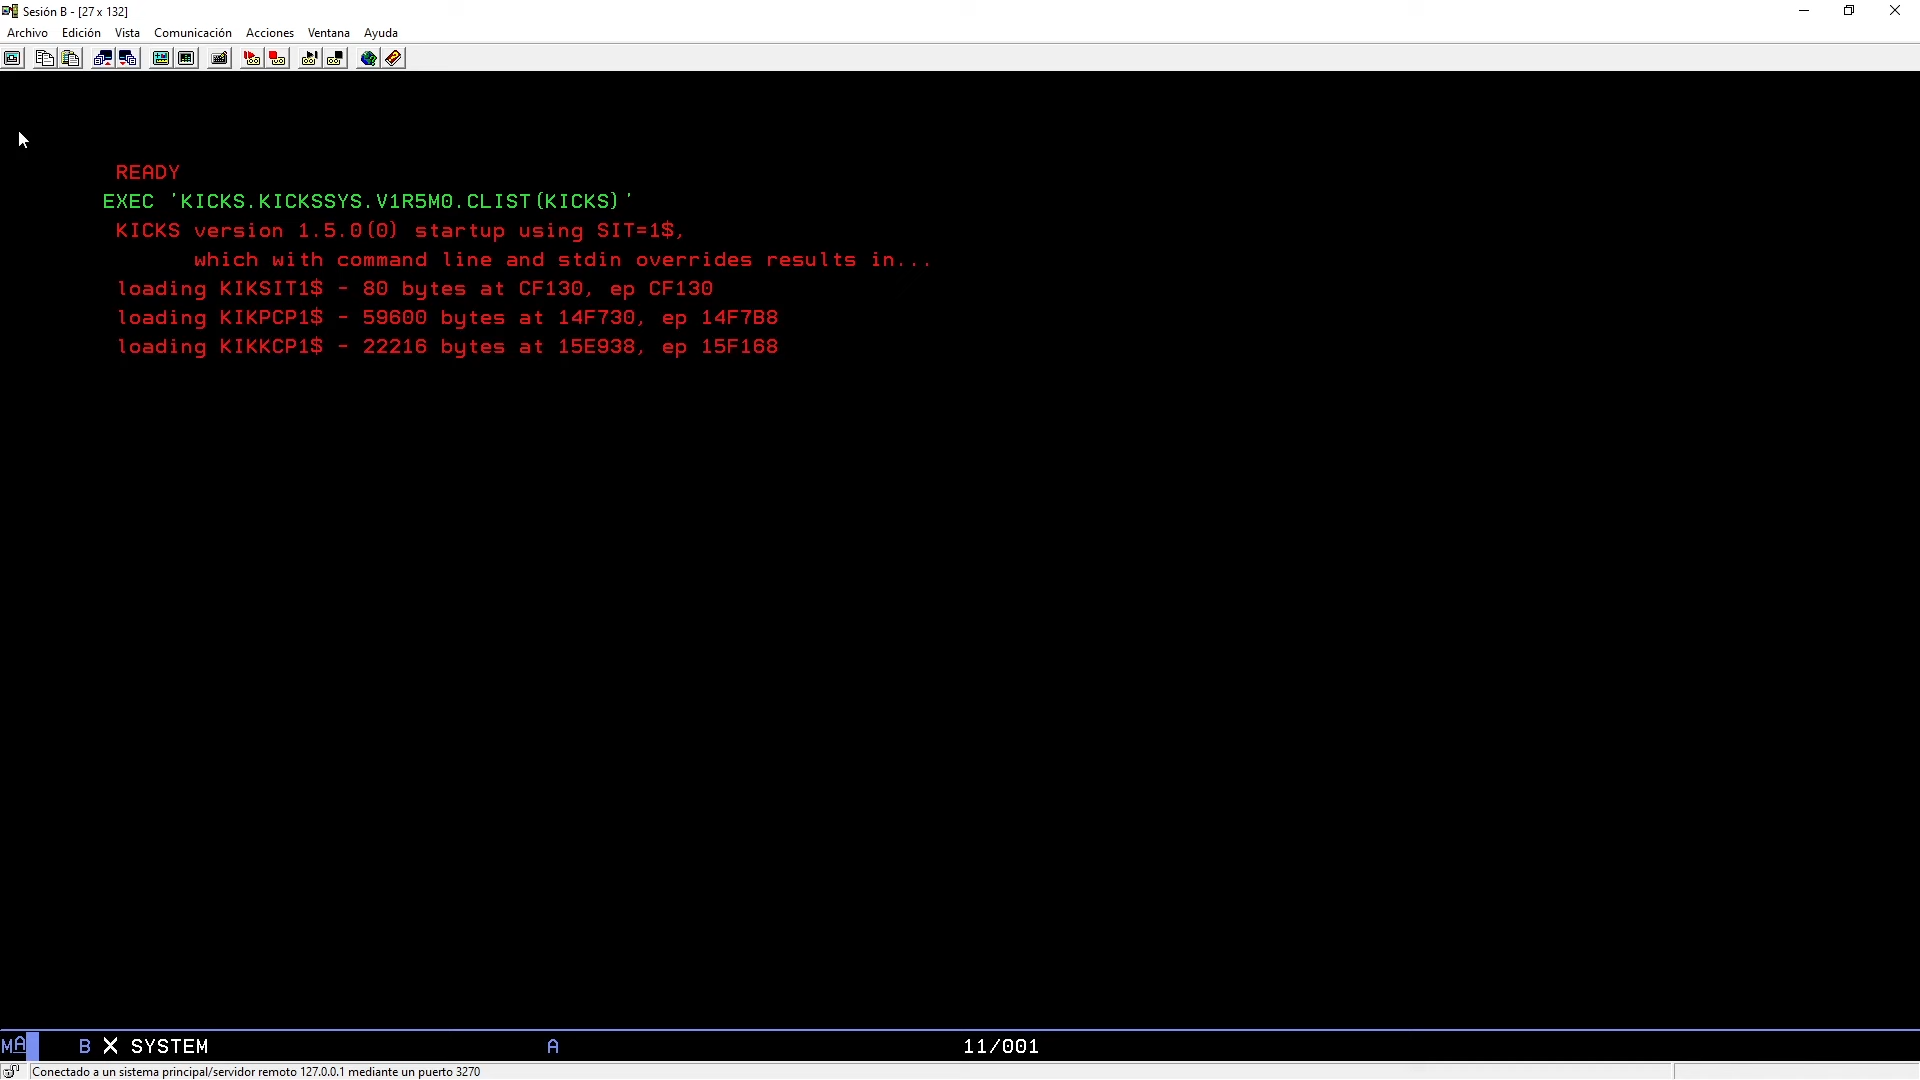 Sesión B - [27 x 132]
Archivo Edición Vista Comunicación Acciones Ventana Ayuda
READY
EXEC 'KICKS.KICKSSYS.V1R5M0.CLIST(KICKS)'
KICKS version 1.5.0(0) startup using SIT=1$,
which with command line and stdin overrides results in...
loading KIKSIT1$ - 80 bytes at CF130, ep CF130
loading KIKPCP1$ - 59600 bytes at 14F730, ep 14F7B8
loading KIKKCP1$ - 22216 bytes at 15E938, ep 15F168
MA B X SYSTEM A 11/001
Conectado a un sistema principal/servidor remoto 127.0.0.1 mediante un puerto 3270